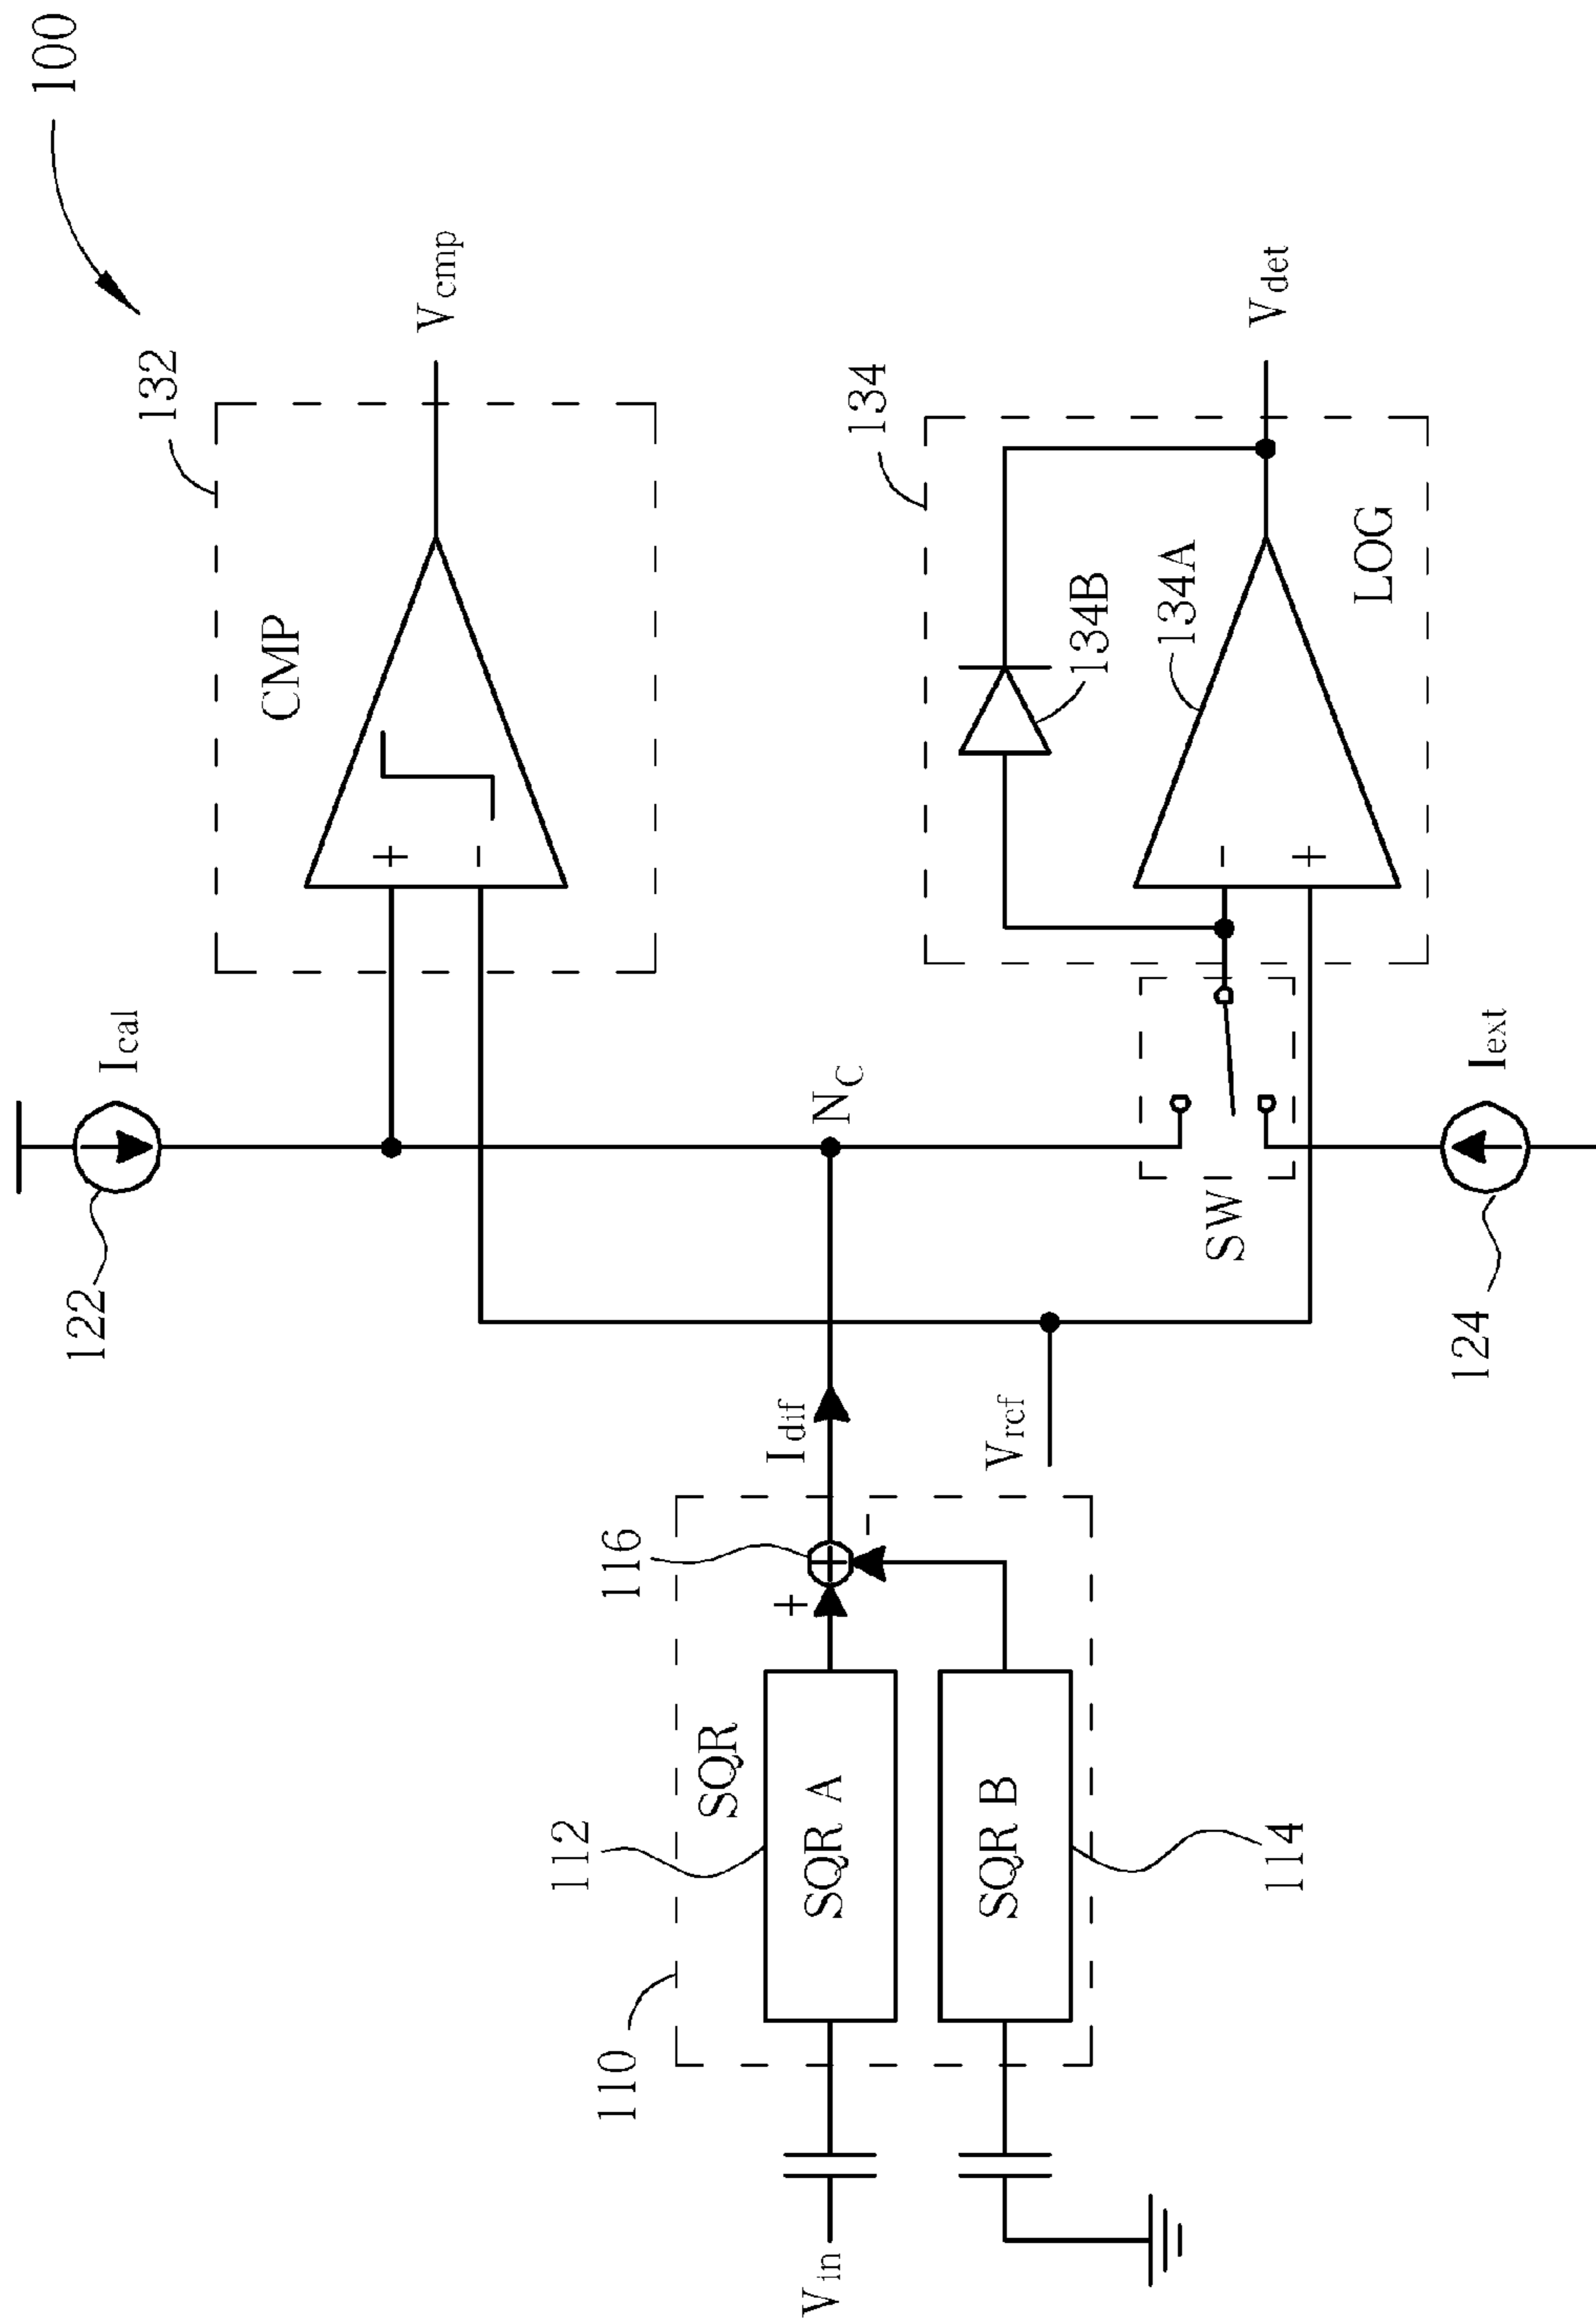 100
122
Ical
132
CMP
+
-
Vcmp
110
112
SQR
116
Idif
NC
134
Vin
SQR A
+
-
SQR B
114
Vref
134B
134A
SW
-
+
LOG
Vdet
124
Iext